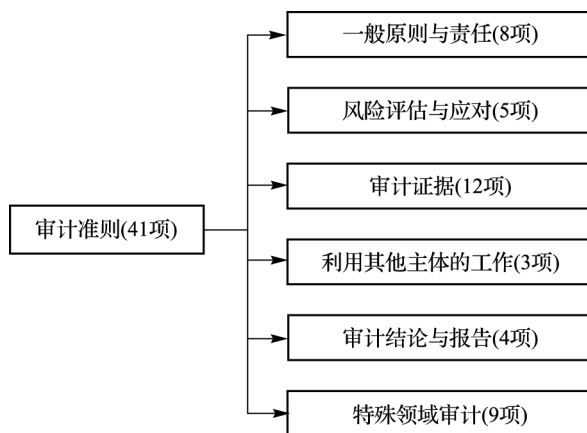 一般原则与责任(8项)
风险评估与应对(5项)
审计证据(12项)
审计准则(41项)
利用其他主体的工作(3项)
审计结论与报告(4项)
特殊领域审计(9项)